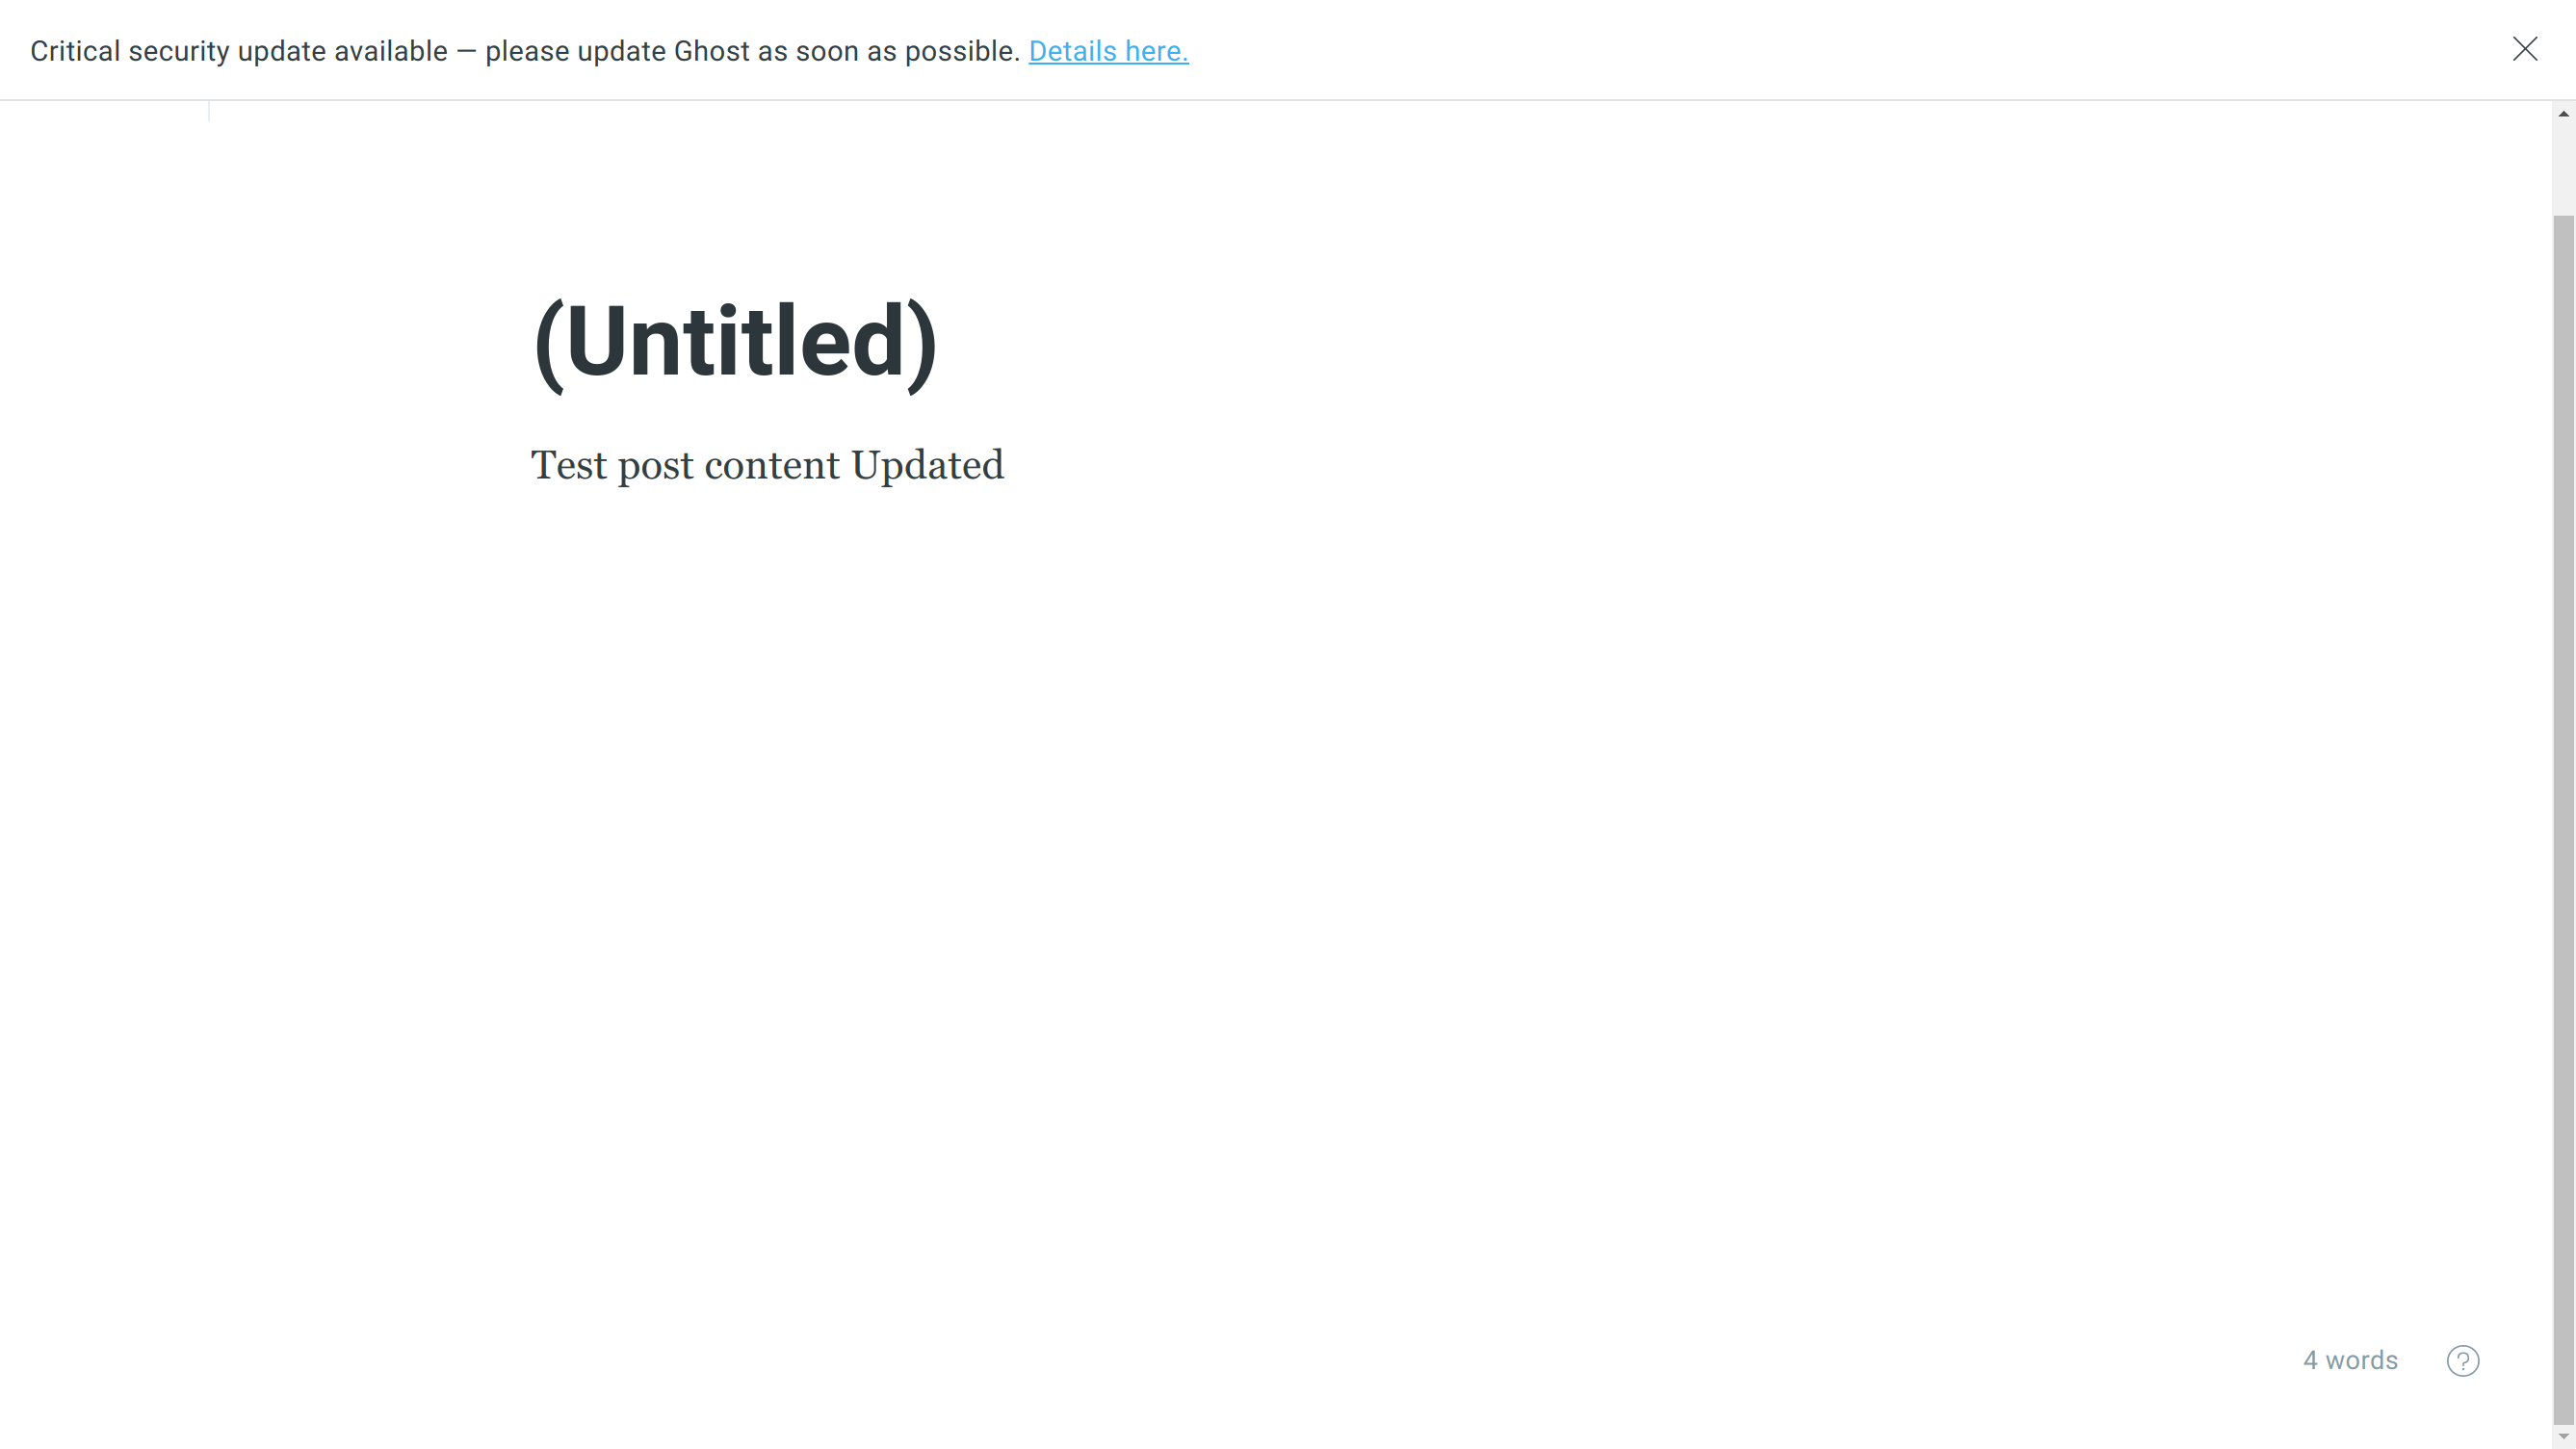 Critical security update available — please update Ghost as soon as possible. Details here.
(Untitled)
Test post content Updated
4 words
?